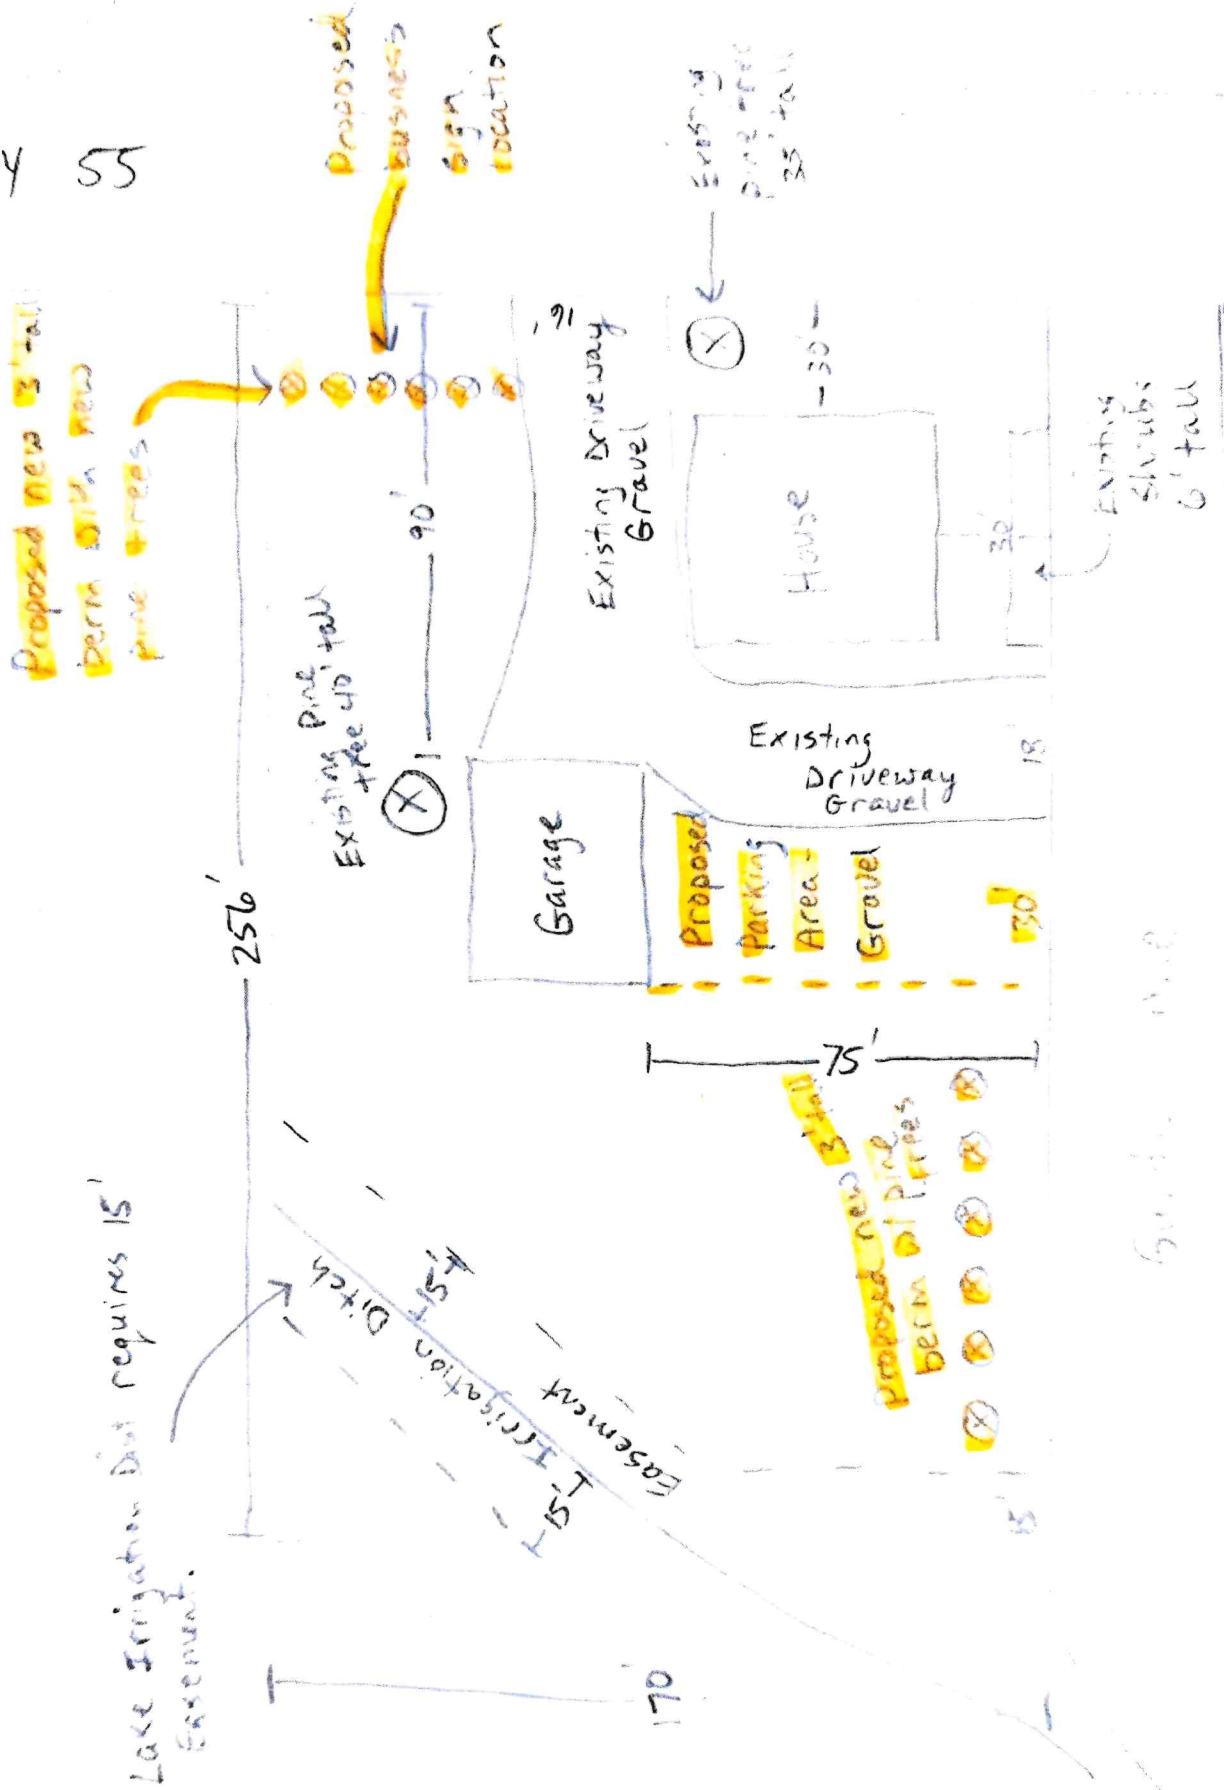 Y 55
Proposed new 3' tall
berm with new
pine trees
Proposed
business
sign
location
256'
Lake Irrigation Dist requires 15'
Easement.
Existing pine
tree 40' tall
90'
16'
Existing Driveway
Gravel
Existing
pine tree
35' tall
Garage
House
30'
30'
Existing
shrubs
6' tall
Existing
Driveway
Gravel
18'
Proposed
Parking
Area-
Gravel
30'
75'
3' tall
proposed new
berm w/ pine
trees
Irrigation Ditch
15'
15'
Easement
15'
170'